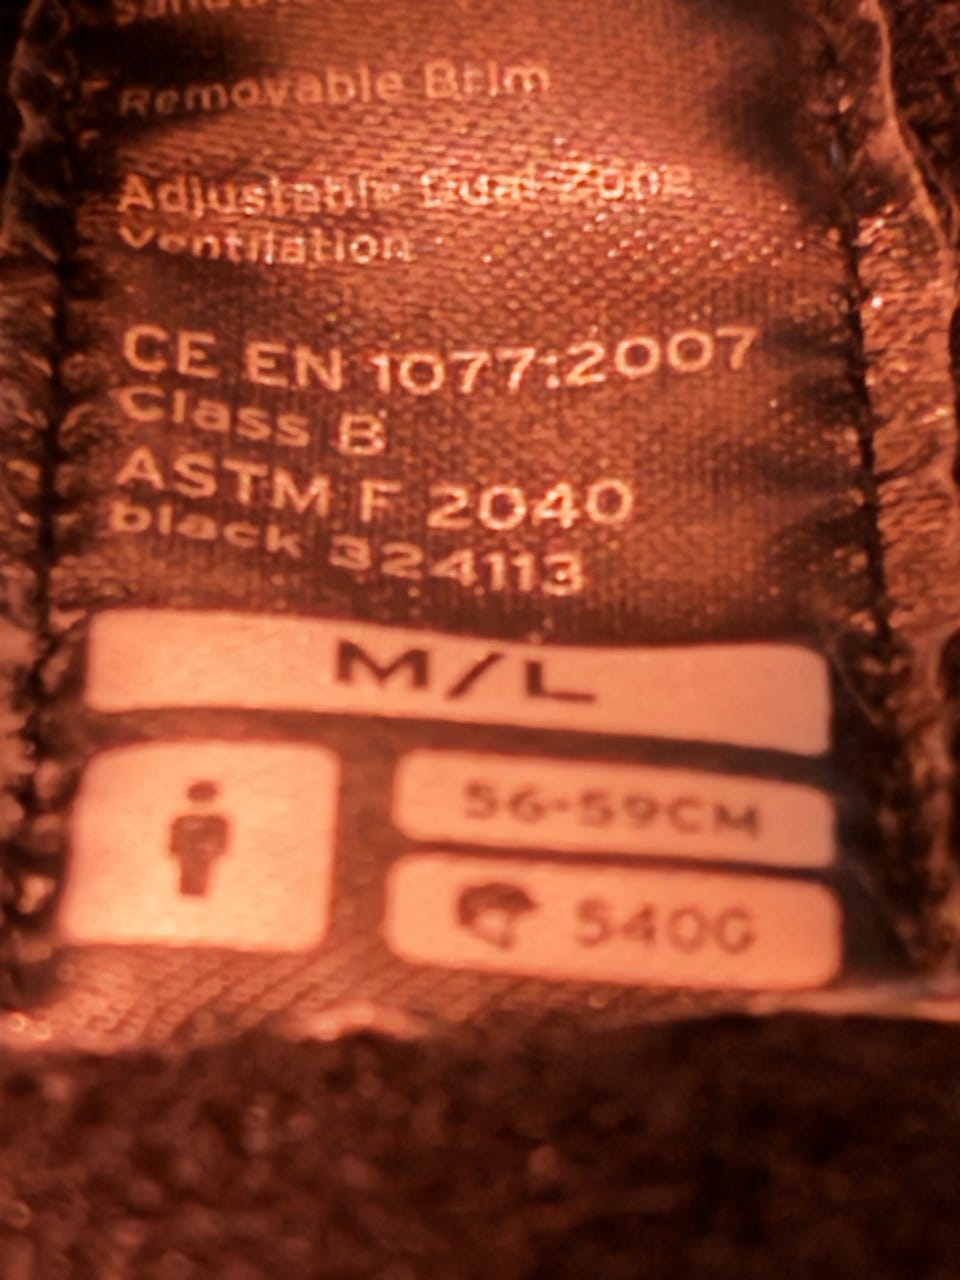 Removable Brim
Adjustable Dual Zone
Ventilation
CE EN 1077:2007
Class B
ASTM F 2040
black 324113
M/L
56-59CM
540G